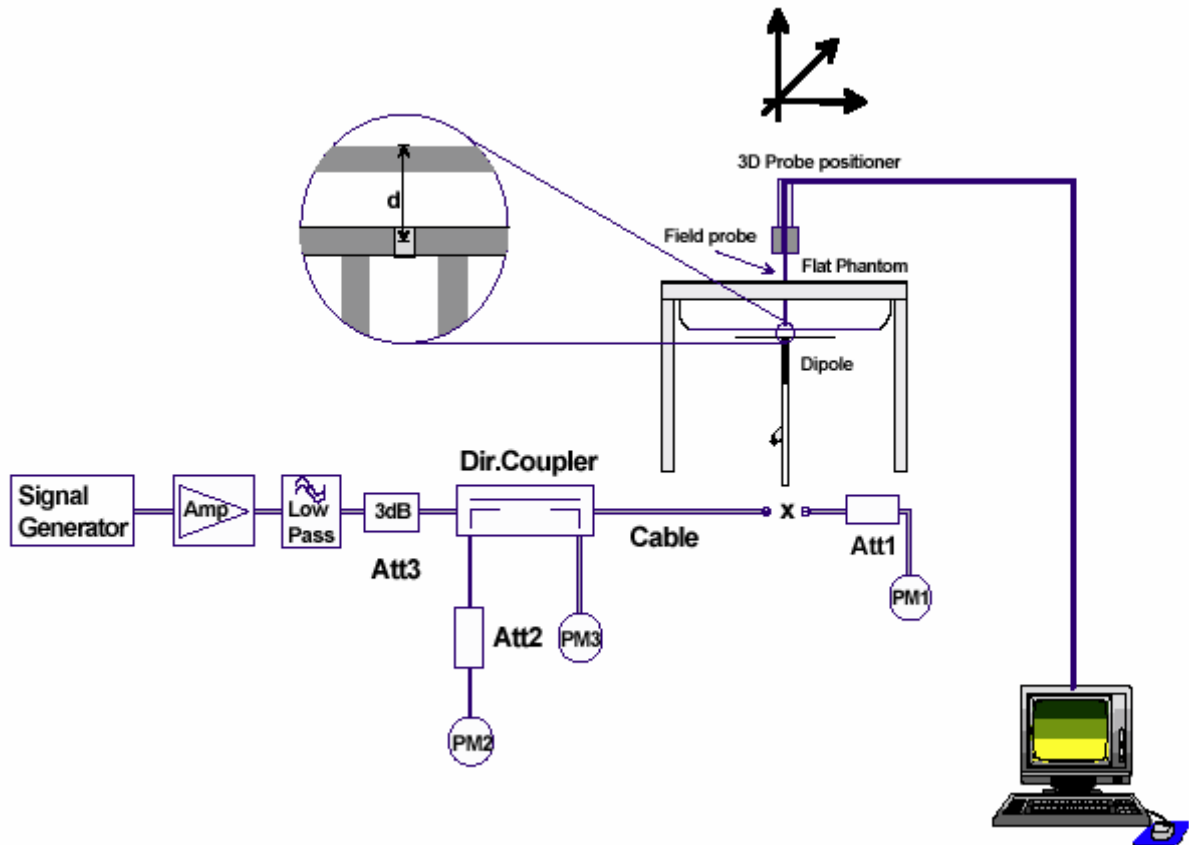 3D Probe positioner
d
Field probe
Flat Phantom
Dipole
Dir.Coupler
Signal
Generator
Amp
Low
Pass
3dB
Att3
Cable
x
Att1
PM1
Att2
PM3
PM2